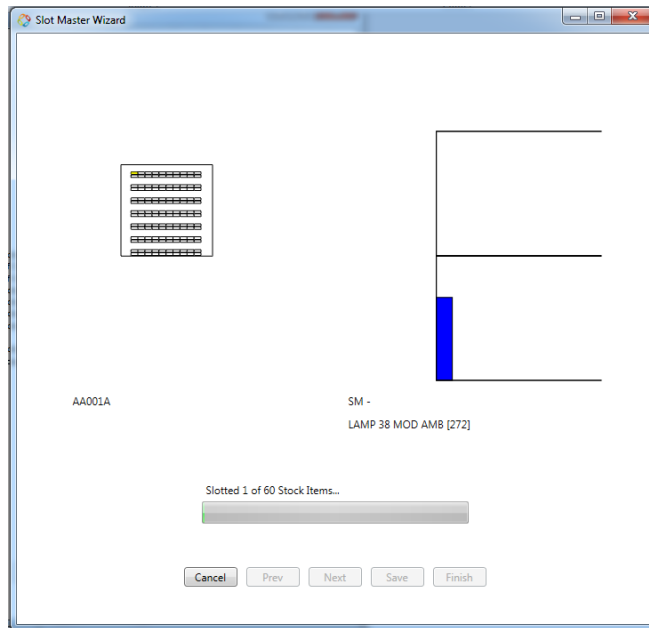 Slot Master Wizard
AA001A
SM -
LAMP 38 MOD AMB [272]
Slotted 1 of 60 Stock Items...
Cancel
Prev
Next
Save
Finish